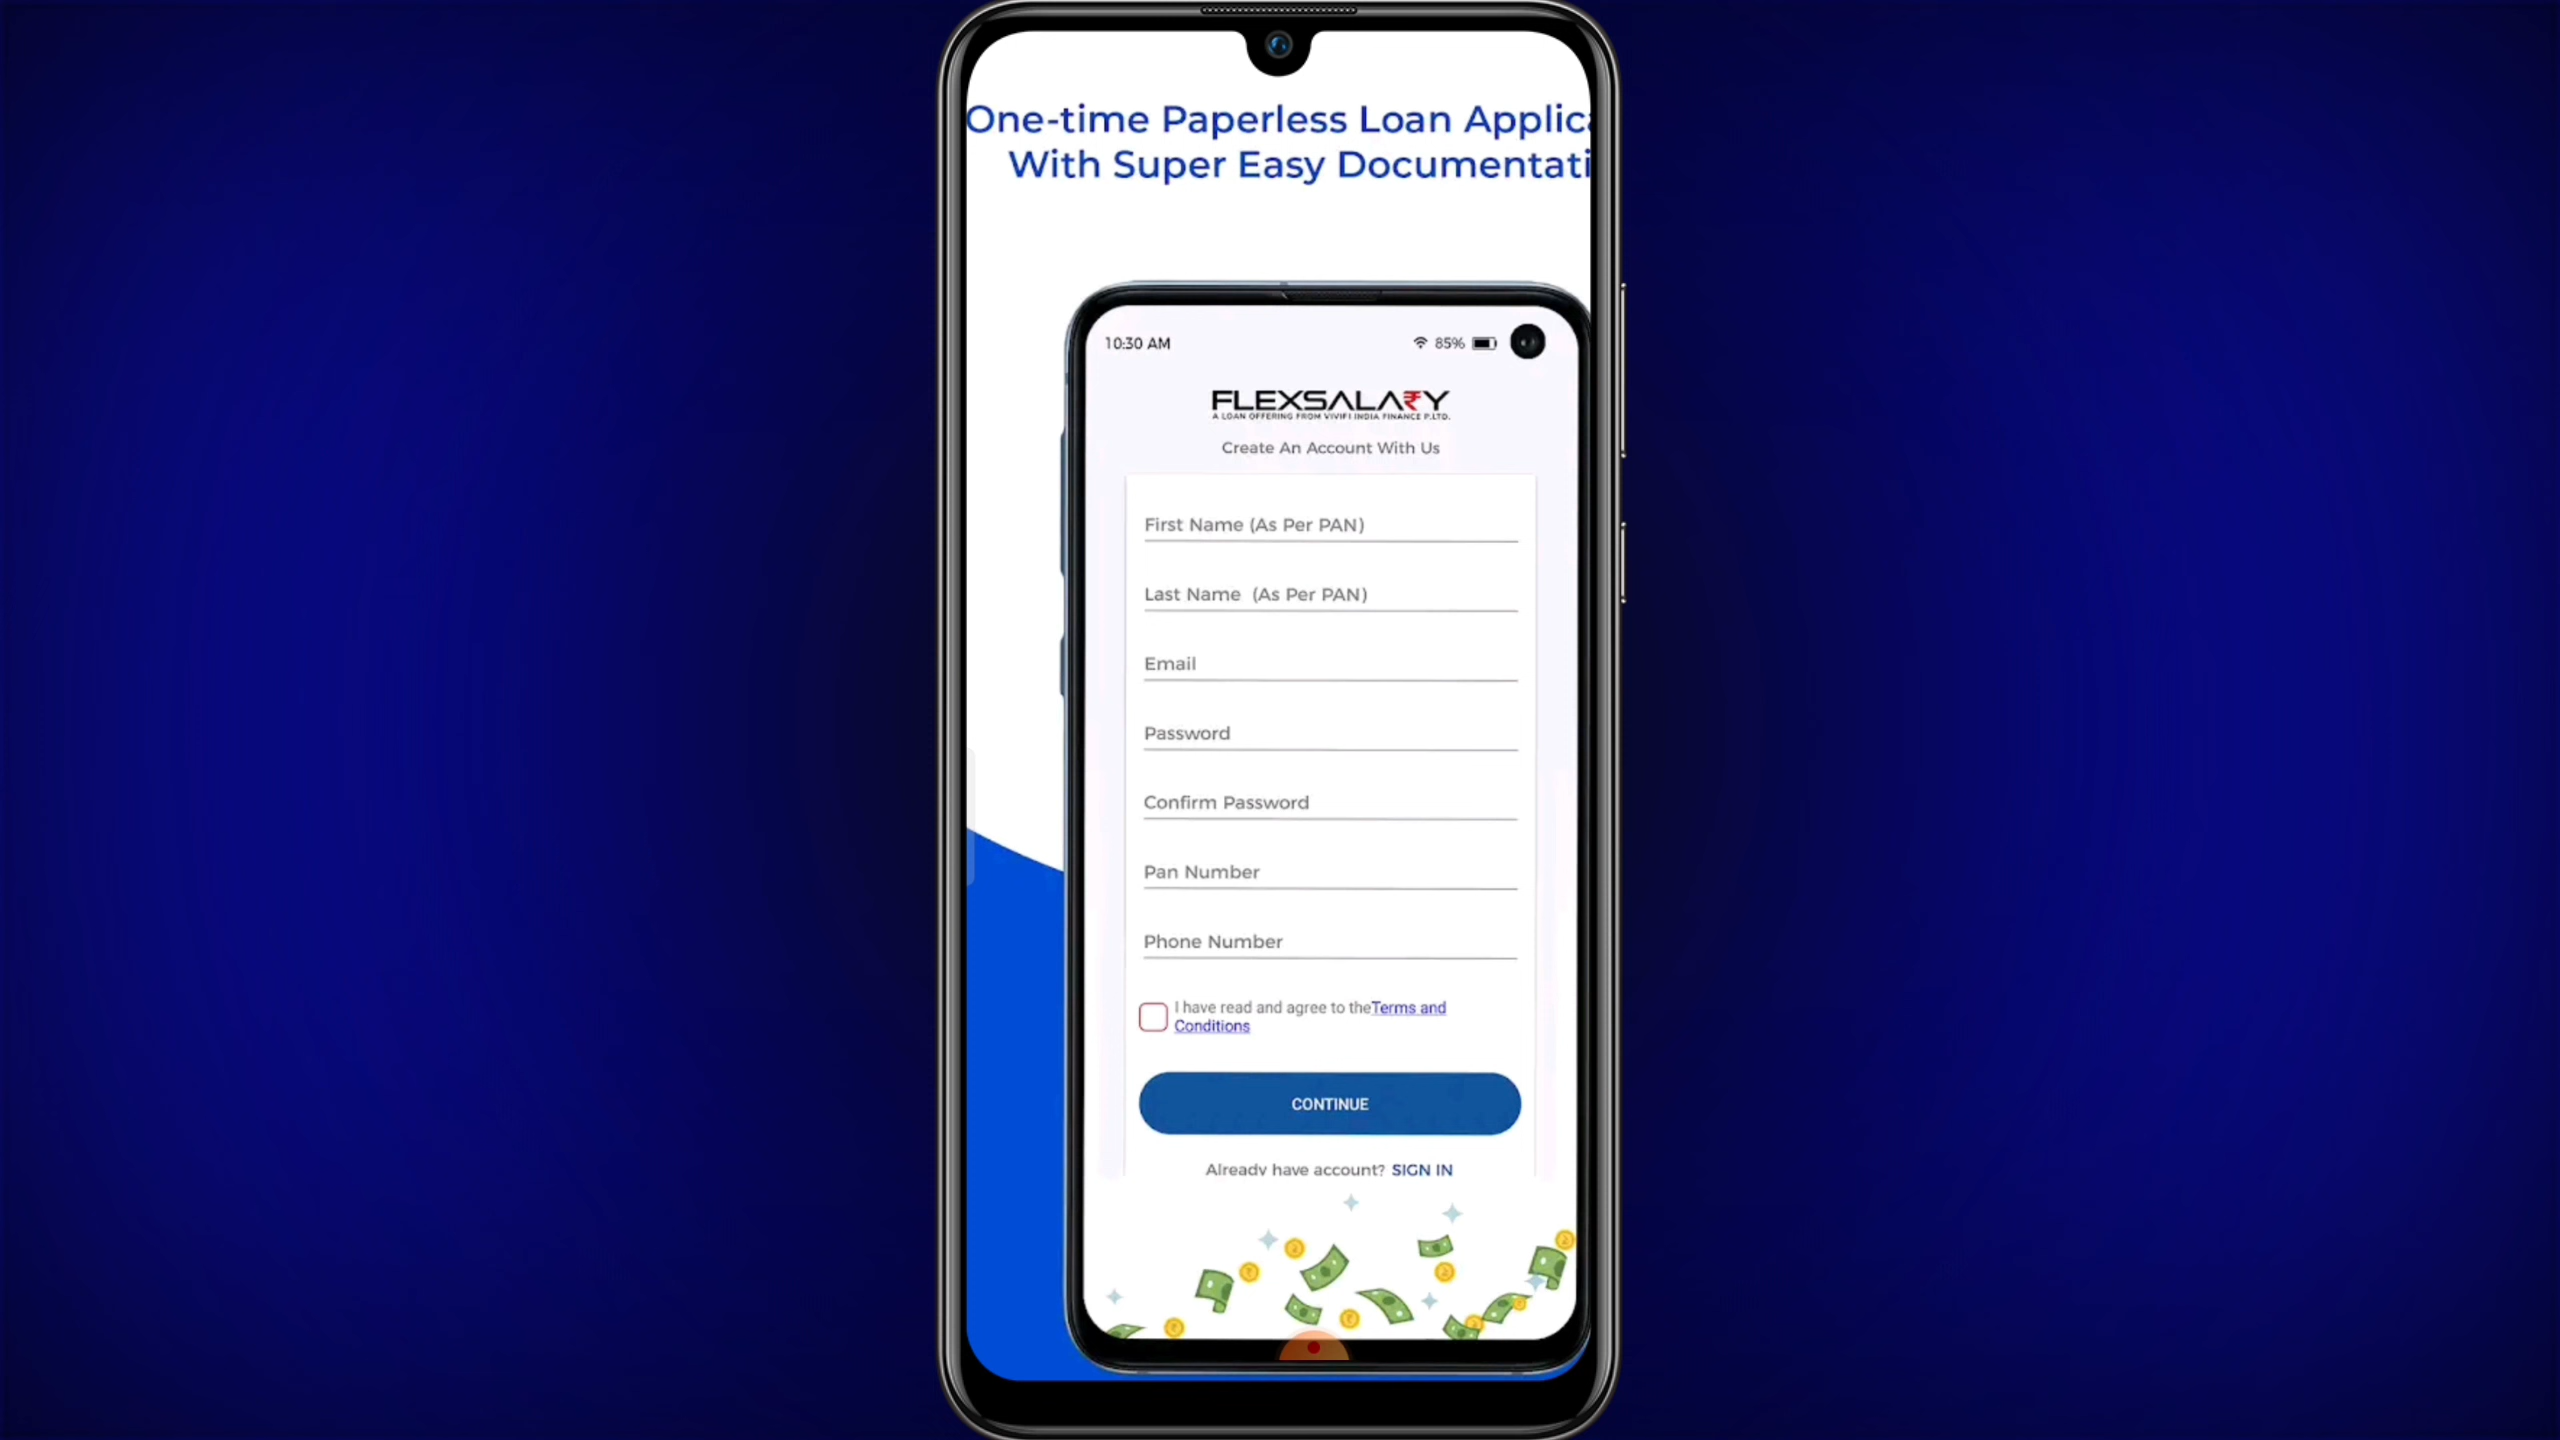 One-time Paperless Loan Applica
With Super Easy Documentati
10:30 AM
85%
FLEXSALARY
A LOAN OFFERING FROM VIVIFI INDIA FINANCE P.LTD.
Create An Account With Us
First Name (As Per PAN)
Last Name (As Per PAN)
Email
Password
Confirm Password
Pan Number
Phone Number
I have read and agree to theTerms and
Conditions
CONTINUE
Already have account? SIGN IN